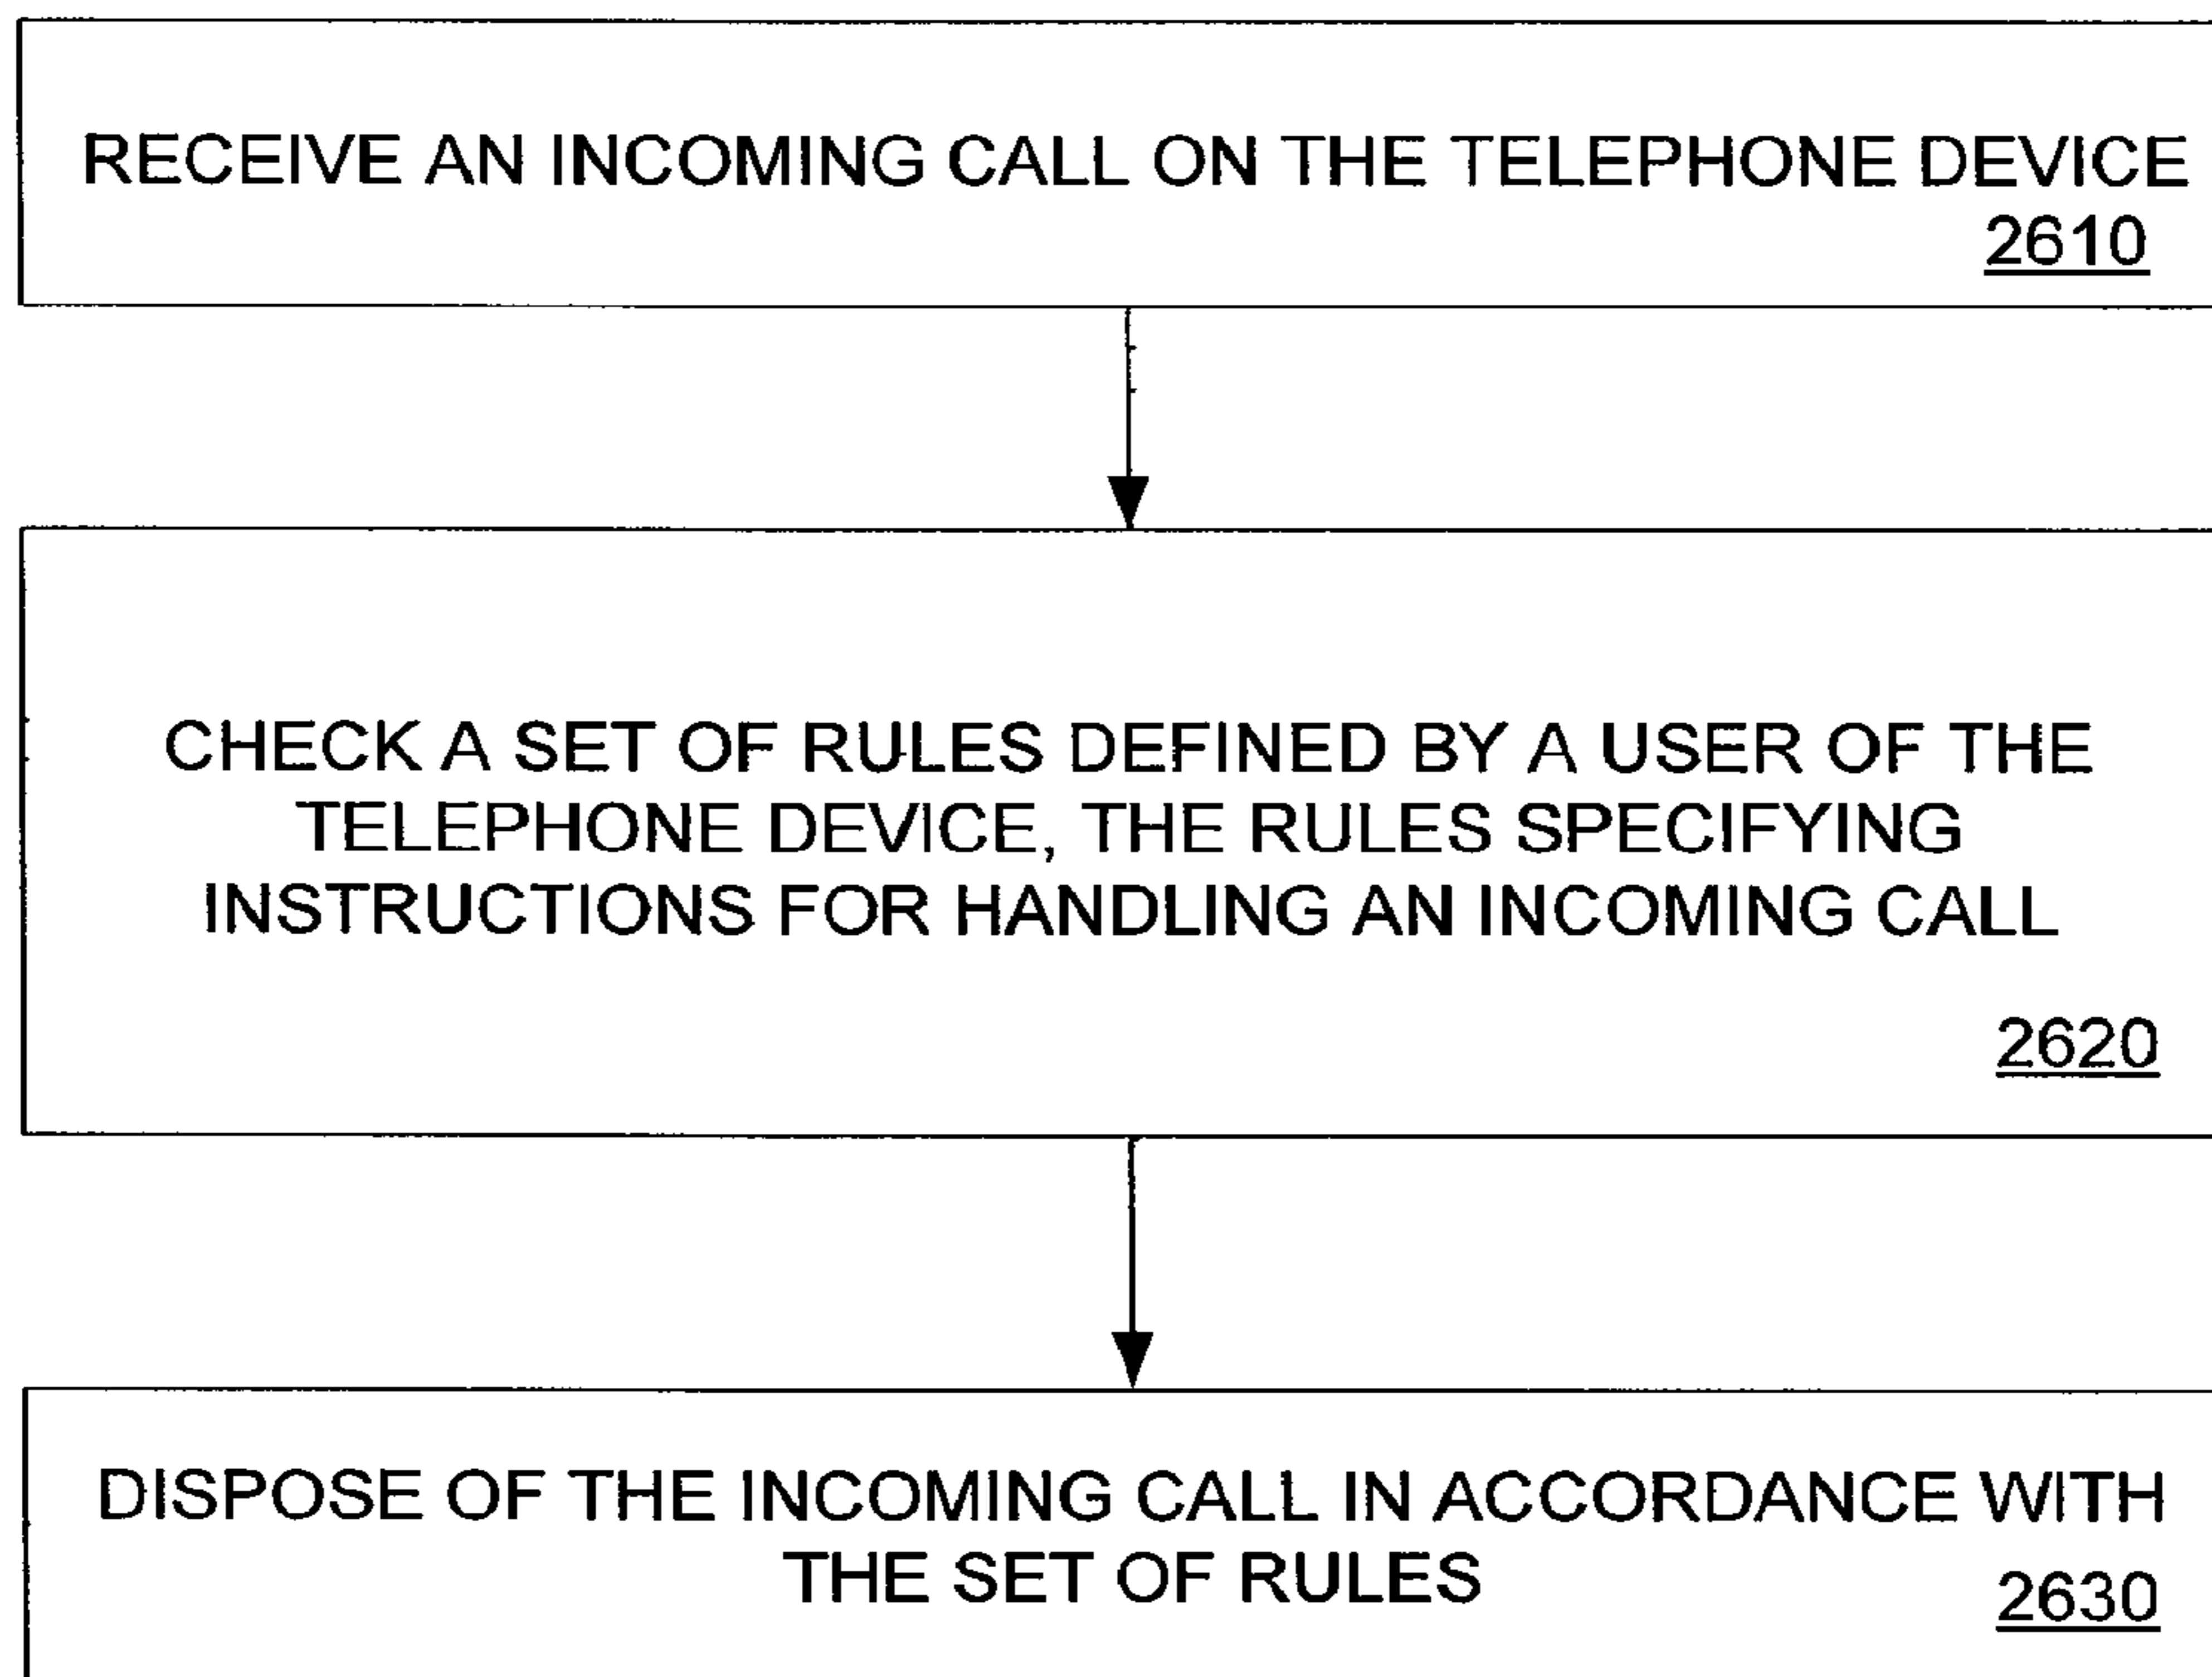 RECEIVE AN INCOMING CALL ON THE TELEPHONE DEVICE
2610
CHECK A SET OF RULES DEFINED BY A USER OF THE
TELEPHONE DEVICE, THE RULES SPECIFYING
INSTRUCTIONS FOR HANDLING AN INCOMING CALL
2620
DISPOSE OF THE INCOMING CALL IN ACCORDANCE WITH
THE SET OF RULES
2630